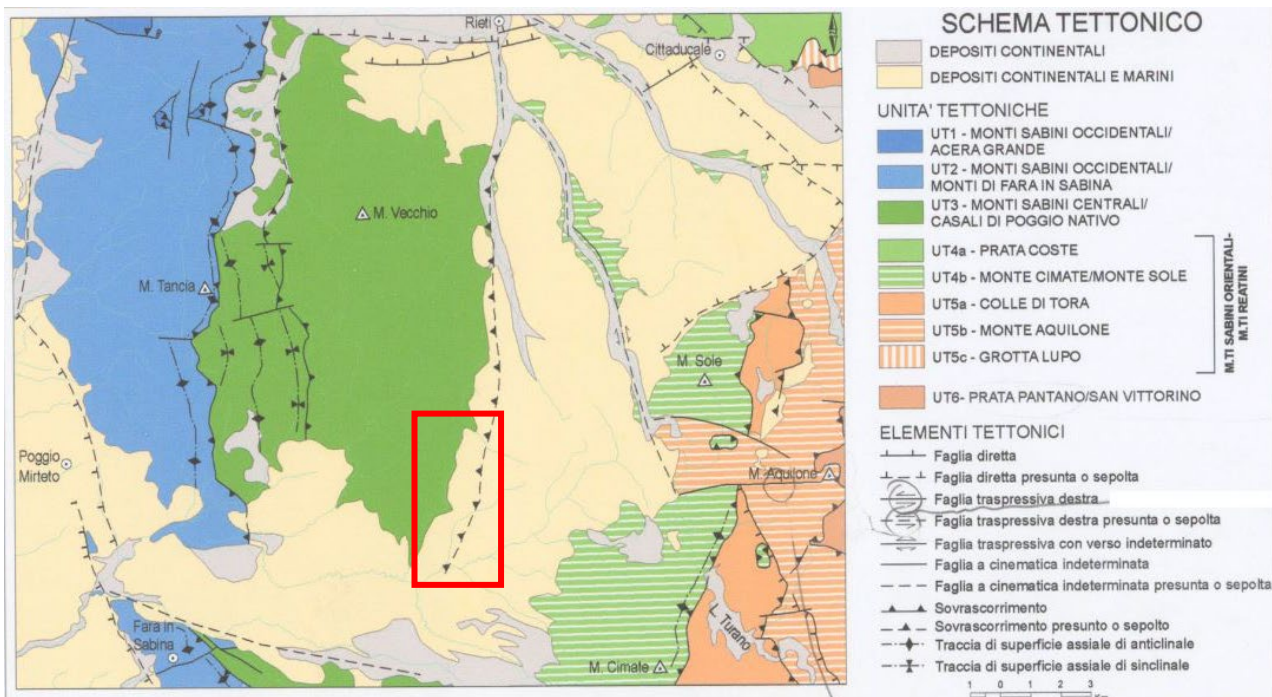 Rieti
Cittaducale
M. Vecchio
M. Tancia
M. Sole
Poggio
Mirteto
M. Aquilone
Fara in
Sabina
M. Cimate
L. Turano
SCHEMA TETTONICO
DEPOSITI CONTINENTALI
DEPOSITI CONTINENTALI E MARINI
UNITA' TETTONICHE
UT1 - MONTI SABINI OCCIDENTALI/
ACERA GRANDE
UT2 - MONTI SABINI OCCIDENTALI/
MONTI DI FARA IN SABINA
UT3 - MONTI SABINI CENTRALI/
CASALI DI POGGIO NATIVO
UT4a - PRATA COSTE
UT4b - MONTE CIMATE/MONTE SOLE
UT5a - COLLE DI TORA
UT5b - MONTE AQUILONE
UT5c - GROTTA LUPO
M.TI SABINI ORIENTALI-
M.TI REATINI
UT6- PRATA PANTANO/SAN VITTORINO
ELEMENTI TETTONICI
Faglia diretta
Faglia diretta presunta o sepolta
Faglia traspressiva destra
Faglia traspressiva destra presunta o sepolta
Faglia traspressiva con verso indeterminato
Faglia a cinematica indeterminata
Faglia a cinematica indeterminata presunta o sepolta
Sovrascorrimento
Sovrascorrimento presunto o sepolto
Traccia di superficie assiale di anticlinale
Traccia di superficie assiale di sinclinale
1 0 1 2 3